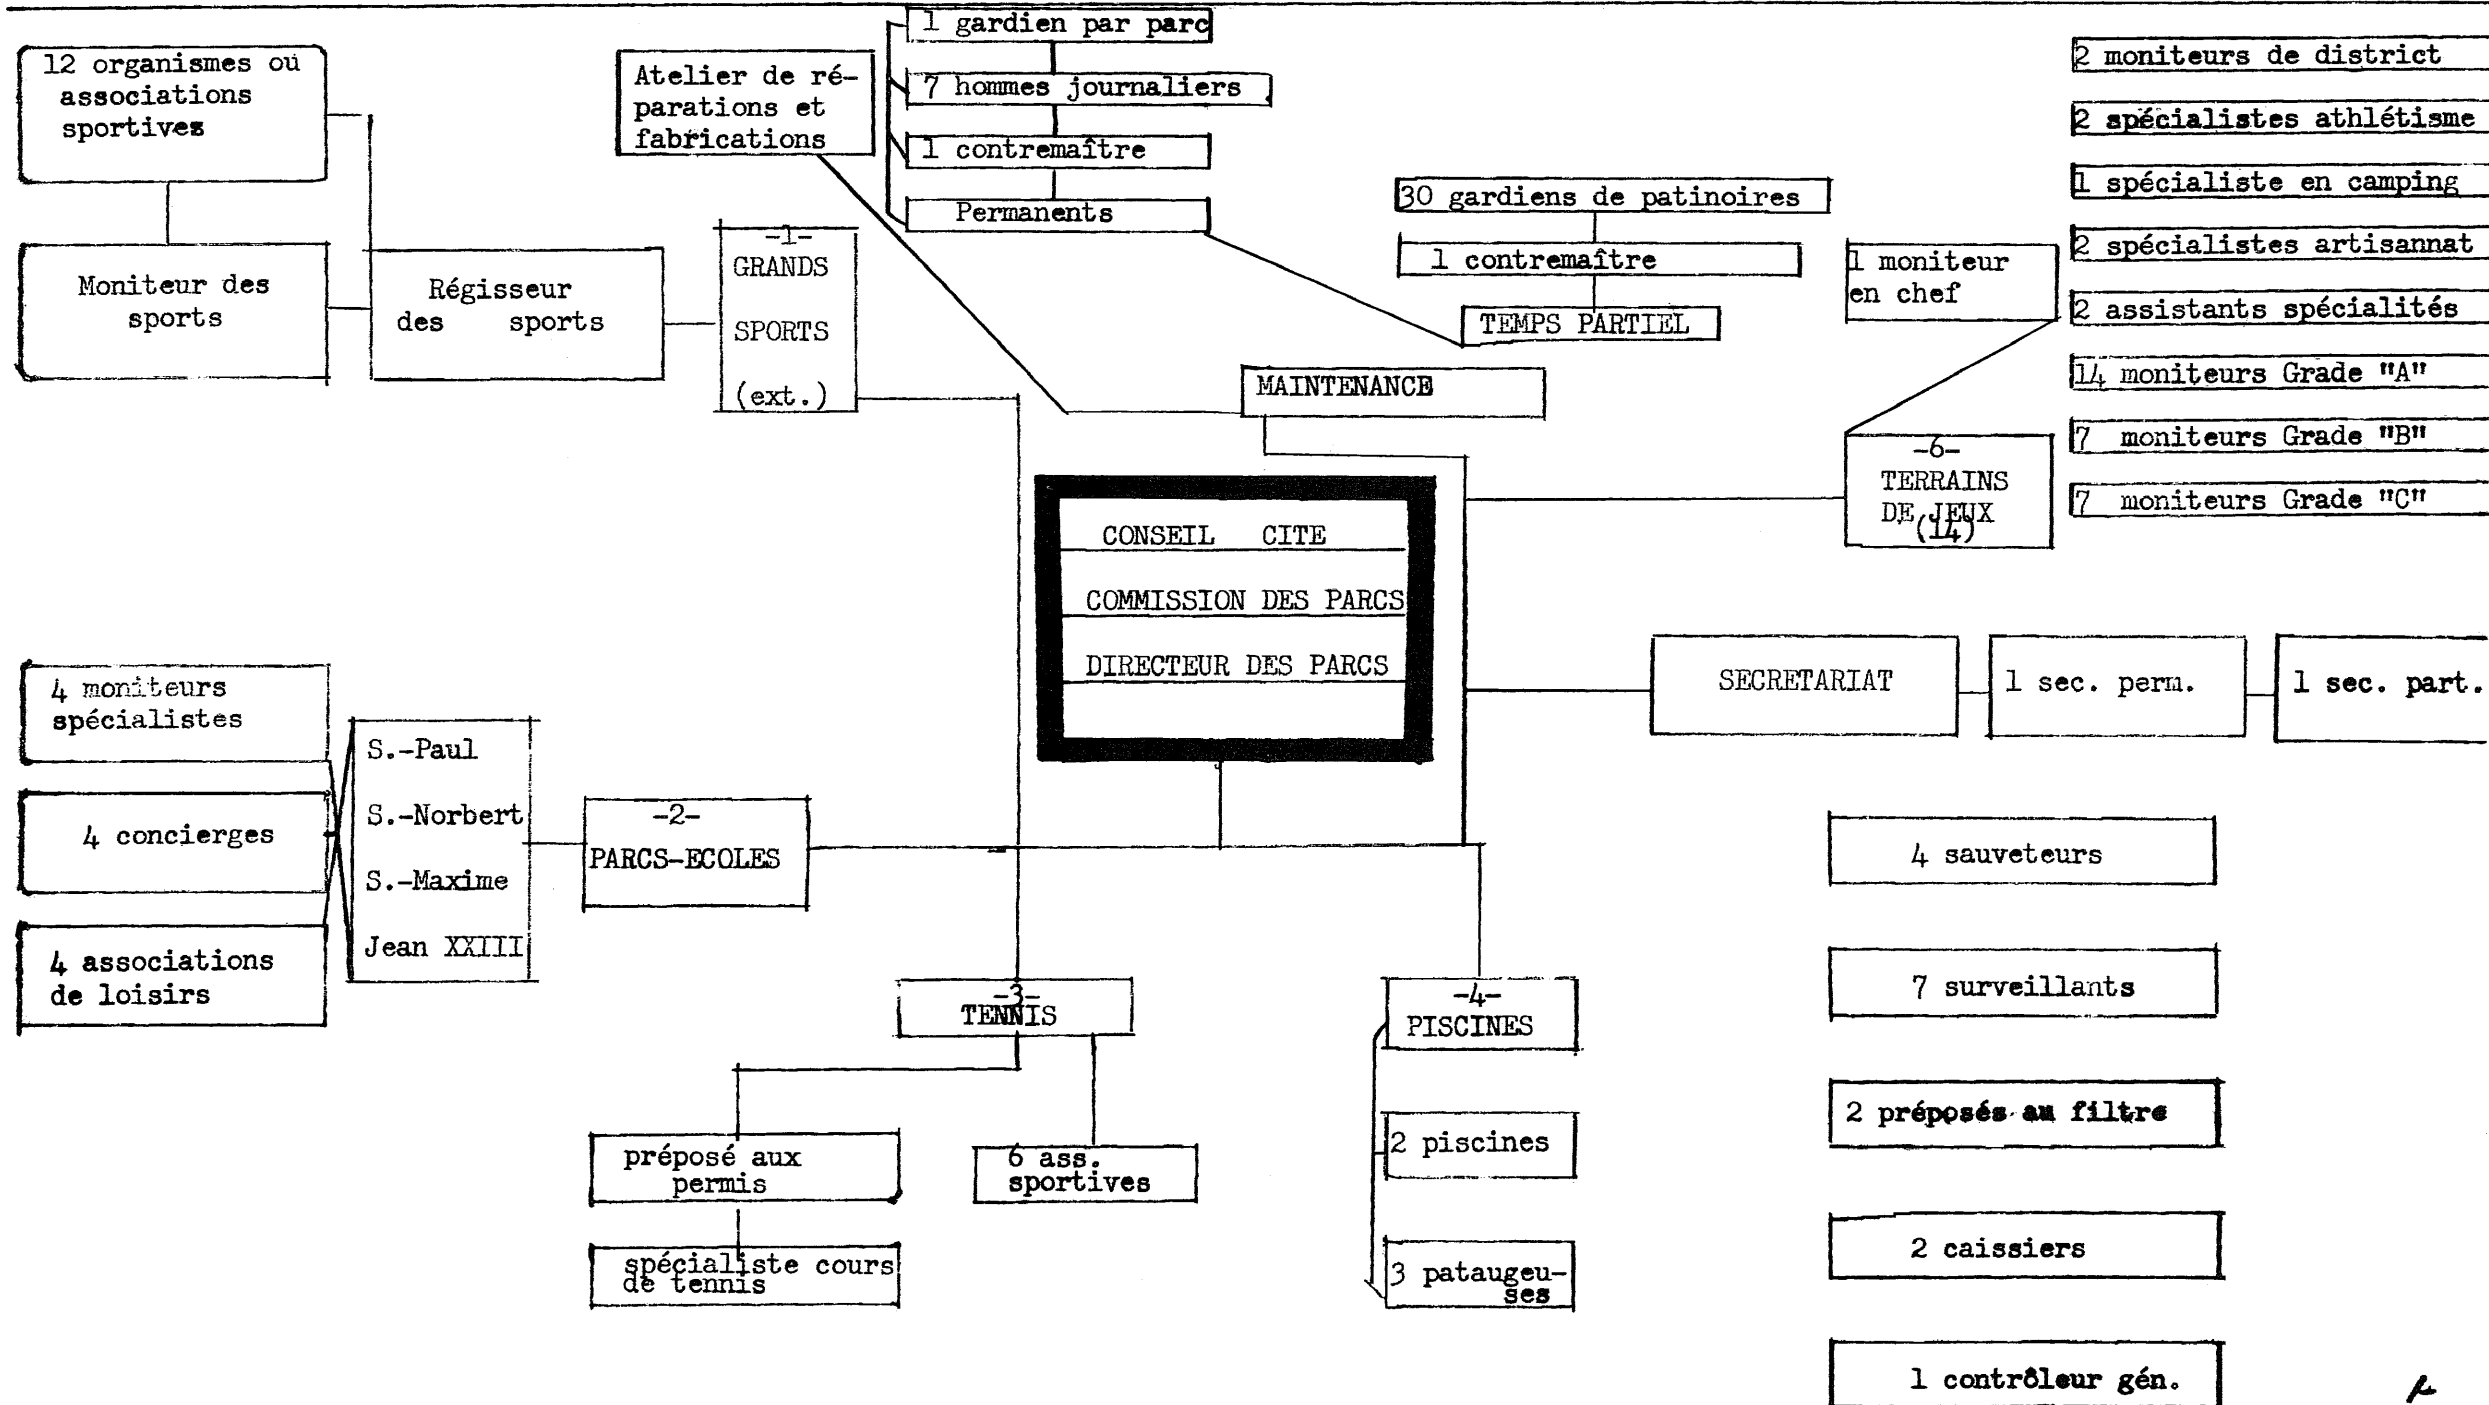 12 organismes ou
associations
sportives
Moniteur des
sports
Régisseur
des sports
-1-
GRANDS
SPORTS
(ext.)
Atelier de ré-
parations et
fabrications
1 gardien par parc
7 hommes journaliers
1 contremaître
Permanents
30 gardiens de patinoires
1 contremaître
TEMPS PARTIEL
MAINTENANCE
1 moniteur
en chef
2 moniteurs de district
2 spécialistes athlétisme
1 spécialiste en camping
2 spécialistes artisannat
2 assistants spécialités
14 moniteurs Grade "A"
7 moniteurs Grade "B"
7 moniteurs Grade "C"
-6-
TERRAINS
DE JEUX
(14)
CONSEIL CITE
COMMISSION DES PARCS
DIRECTEUR DES PARCS
SECRETARIAT
1 sec. perm.
1 sec. part.
4 moniteurs
spécialistes
4 concierges
4 associations
de loisirs
S.-Paul
S.-Norbert
S.-Maxime
Jean XXIII
-2-
PARCS-ECOLES
-3-
TENNIS
préposé aux
permis
spécialiste cours
de tennis
6 ass.
sportives
-4-
PISCINES
2 piscines
3 pataugeu-
ses
4 sauveteurs
7 surveillants
2 préposés au filtre
2 caissiers
1 contrôleur gén.